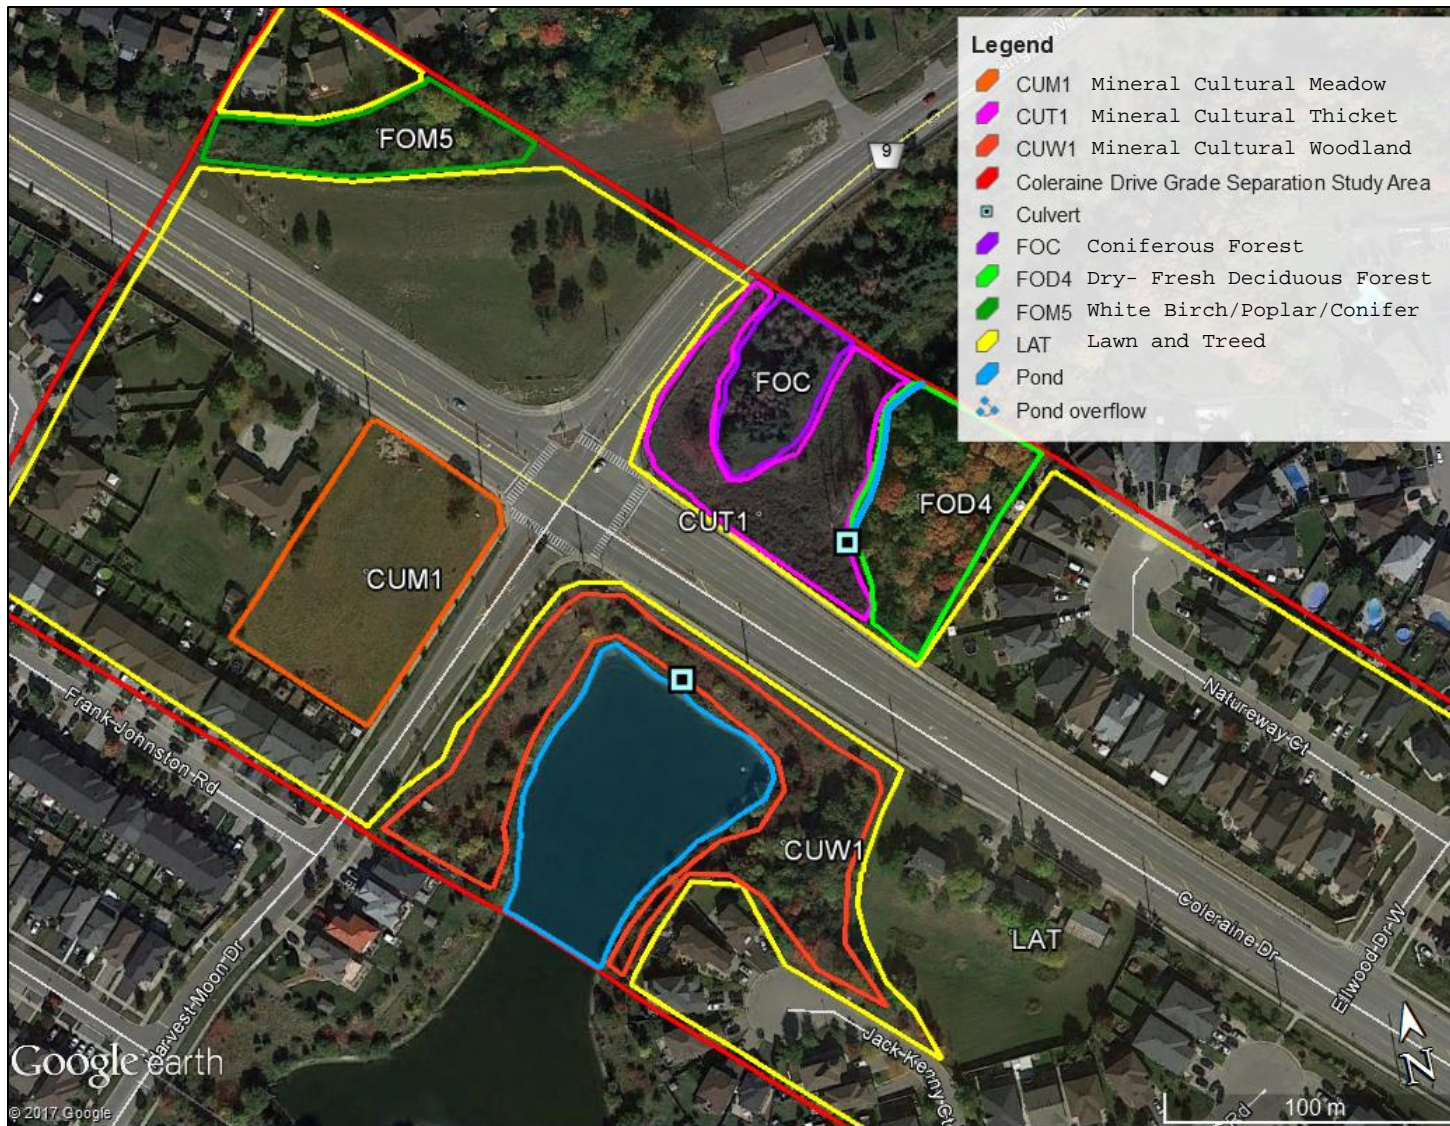 Legend
CUM1 Mineral Cultural Meadow
CUT1 Mineral Cultural Thicket
CUW1 Mineral Cultural Woodland
Coleraine Drive Grade Separation Study Area
Culvert
FOC Coniferous Forest
FOD4 Dry- Fresh Deciduous Forest
FOM5 White Birch/Poplar/Conifer
LAT Lawn and Treed
Pond
Pond overflow
FOM5
9
FOC
FOD4
CUT1
CUM1
Natureway Ct
Frank Johnston Rd
CUW1
LAT
Coleraine Dr
Ellwood Dr W
Harvest Moon Dr
Jack Kenny Ct
Google earth
N
© 2017 Google
100 m
Rd